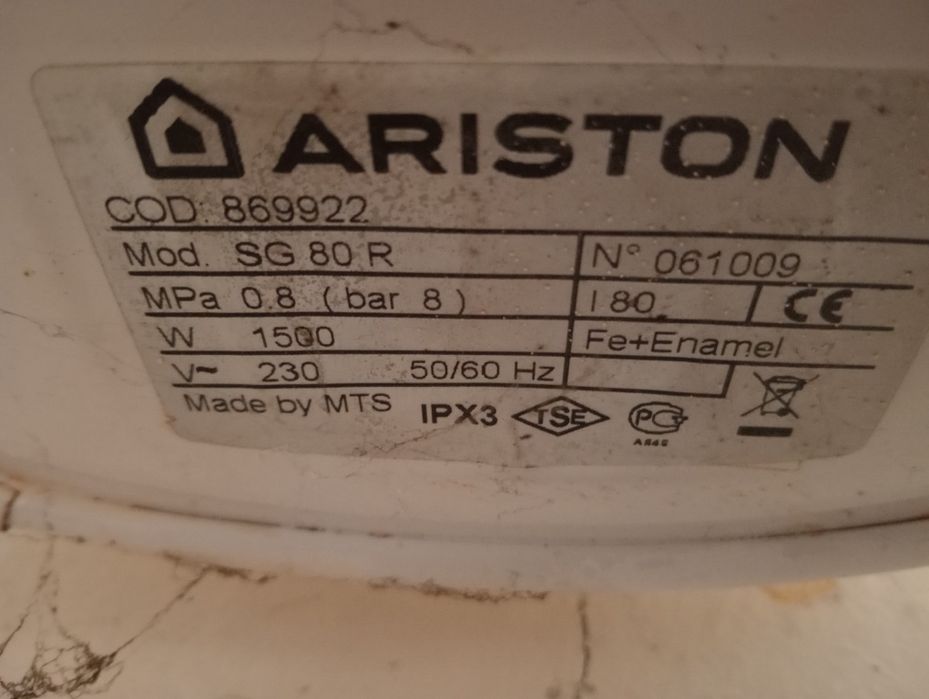 ARISTON
COD: 869922
Mod. SG 80 R N° 061009
MPa 0.8 ( bar 8 ) l 80 CE
W 1500 Fe+Enamel
V~ 230 50/60 Hz
Made by MTS IPX3 TSE PG